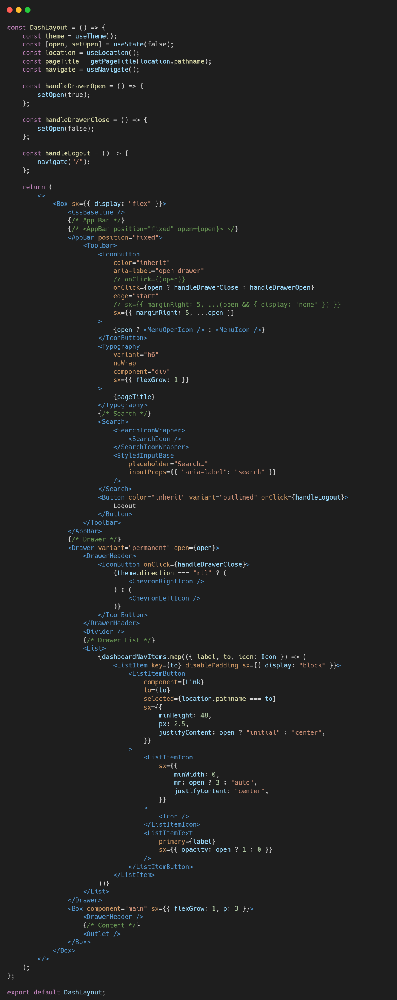 const DashLayout = () => {
    const theme = useTheme();
    const [open, setOpen] = useState(false);
    const location = useLocation();
    const pageTitle = getPageTitle(location.pathname);
    const navigate = useNavigate();

    const handleDrawerOpen = () => {
        setOpen(true);
    };

    const handleDrawerClose = () => {
        setOpen(false);
    };

    const handleLogout = () => {
        navigate("/");
    };

    return (
        <>
            <Box sx={{ display: "flex" }}>
                <CssBaseline />
                {/* App Bar */}
                {/* <AppBar position="fixed" open={open}> */}
                <AppBar position="fixed">
                    <Toolbar>
                        <IconButton
                            color="inherit"
                            aria-label="open drawer"
                            // onClick={(open)}
                            onClick={open ? handleDrawerClose : handleDrawerOpen}
                            edge="start"
                            // sx={{ marginRight: 5, ...(open && { display: 'none' }) }}
                            sx={{ marginRight: 5, ...open }}
                        >
                            {open ? <MenuOpenIcon /> : <MenuIcon />}
                        </IconButton>
                        <Typography
                            variant="h6"
                            noWrap
                            component="div"
                            sx={{ flexGrow: 1 }}
                        >
                            {pageTitle}
                        </Typography>
                        {/* Search */}
                        <Search>
                            <SearchIconWrapper>
                                <SearchIcon />
                            </SearchIconWrapper>
                            <StyledInputBase
                                placeholder="Search…"
                                inputProps={{ "aria-label": "search" }}
                            />
                        </Search>
                        <Button color="inherit" variant="outlined" onClick={handleLogout}>
                            Logout
                        </Button>
                    </Toolbar>
                </AppBar>
                {/* Drawer */}
                <Drawer variant="permanent" open={open}>
                    <DrawerHeader>
                        <IconButton onClick={handleDrawerClose}>
                            {theme.direction === "rtl" ? (
                                <ChevronRightIcon />
                            ) : (
                                <ChevronLeftIcon />
                            )}
                        </IconButton>
                    </DrawerHeader>
                    <Divider />
                    {/* Drawer List */}
                    <List>
                        {dashboardNavItems.map(({ label, to, icon: Icon }) => (
                            <ListItem key={to} disablePadding sx={{ display: "block" }}>
                                <ListItemButton
                                    component={Link}
                                    to={to}
                                    selected={location.pathname === to}
                                    sx={{
                                        minHeight: 48,
                                        px: 2.5,
                                        justifyContent: open ? "initial" : "center",
                                    }}
                                >
                                    <ListItemIcon
                                        sx={{
                                            minWidth: 0,
                                            mr: open ? 3 : "auto",
                                            justifyContent: "center",
                                        }}
                                    >
                                        <Icon />
                                    </ListItemIcon>
                                    <ListItemText
                                        primary={label}
                                        sx={{ opacity: open ? 1 : 0 }}
                                    />
                                </ListItemButton>
                            </ListItem>
                        ))}
                    </List>
                </Drawer>
                <Box component="main" sx={{ flexGrow: 1, p: 3 }}>
                    <DrawerHeader />
                    {/* Content */}
                    <Outlet />
                </Box>
            </Box>
        </>
    );
};

export default DashLayout;